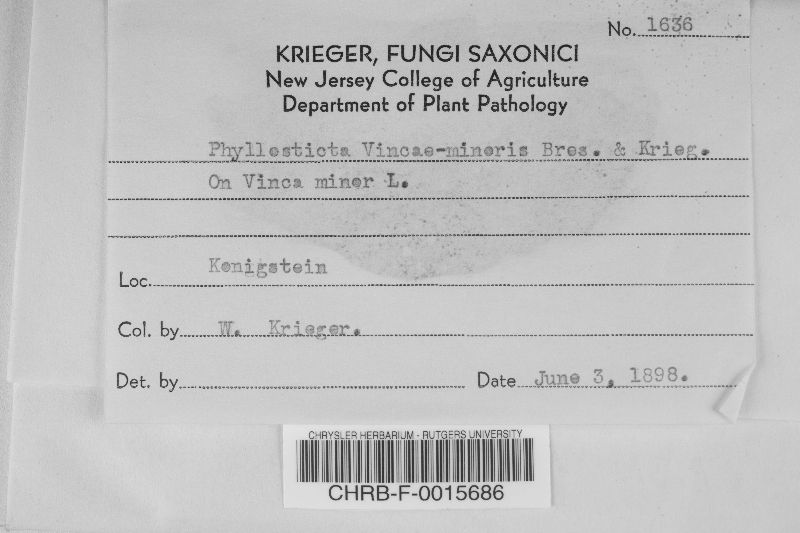 No. 1636
KRIEGER, FUNGI SAXONICI
New Jersey College of Agriculture
Department of Plant Pathology
Phyllosticta Vincae-minoris Bres. & Krieg.
On Vinca minor L.
Loc. Konigstein
Col. by W. Krieger.
Det. by Date June 3, 1898.
CHRYSLER HERBARIUM - RUTGERS UNIVERSITY
CHRB-F-0015686